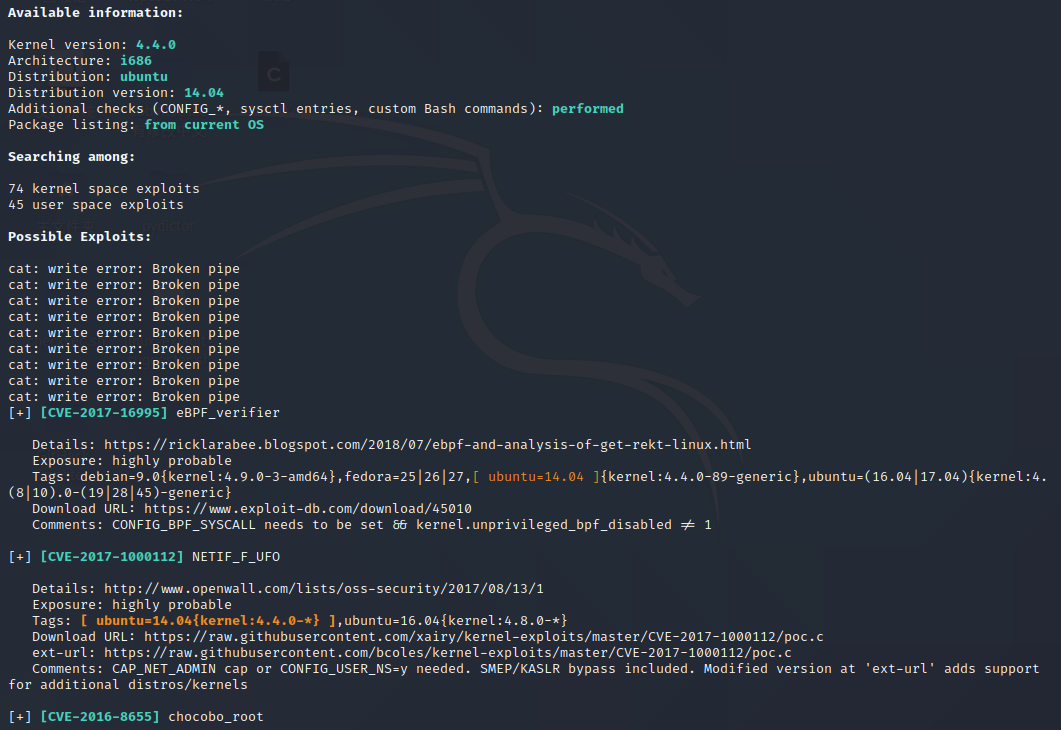 Available information:
Kernel version: 4.4.0
Architecture: i686
Distribution: ubuntu
Distribution version: 14.04
Additional checks (CONFIG_*, sysctl entries, custom Bash commands): performed
Package listing: from current OS
Searching among:
74 kernel space exploits
45 user space exploits
Possible Exploits:
cat: write error: Broken pipe
cat: write error: Broken pipe
cat: write error: Broken pipe
cat: write error: Broken pipe
cat: write error: Broken pipe
cat: write error: Broken pipe
cat: write error: Broken pipe
cat: write error: Broken pipe
cat: write error: Broken pipe
[+] [CVE-2017-16995] eBPF_verifier
Details: https://ricklarabee.blogspot.com/2018/07/ebpf-and-analysis-of-get-rekt-linux.html
Exposure: highly probable
Tags: debian=9.0{kernel:4.9.0-3-amd64},fedora=25|26|27,[ ubuntu=14.04 ]{kernel:4.4.0-89-generic},ubuntu=(16.04|17.04){kernel:4.
(8|10).0-(19|28|45)-generic}
Download URL: https://www.exploit-db.com/download/45010
Comments: CONFIG_BPF_SYSCALL needs to be set && kernel.unprivileged_bpf_disabled != 1
[+] [CVE-2017-1000112] NETIF_F_UFO
Details: http://www.openwall.com/lists/oss-security/2017/08/13/1
Exposure: highly probable
Tags: [ ubuntu=14.04{kernel:4.4.0-*} ],ubuntu=16.04{kernel:4.8.0-*}
Download URL: https://raw.githubusercontent.com/xairy/kernel-exploits/master/CVE-2017-1000112/poc.c
ext-url: https://raw.githubusercontent.com/bcoles/kernel-exploits/master/CVE-2017-1000112/poc.c
Comments: CAP_NET_ADMIN cap or CONFIG_USER_NS=y needed. SMEP/KASLR bypass included. Modified version at 'ext-url' adds support
for additional distros/kernels
[+] [CVE-2016-8655] chocobo_root